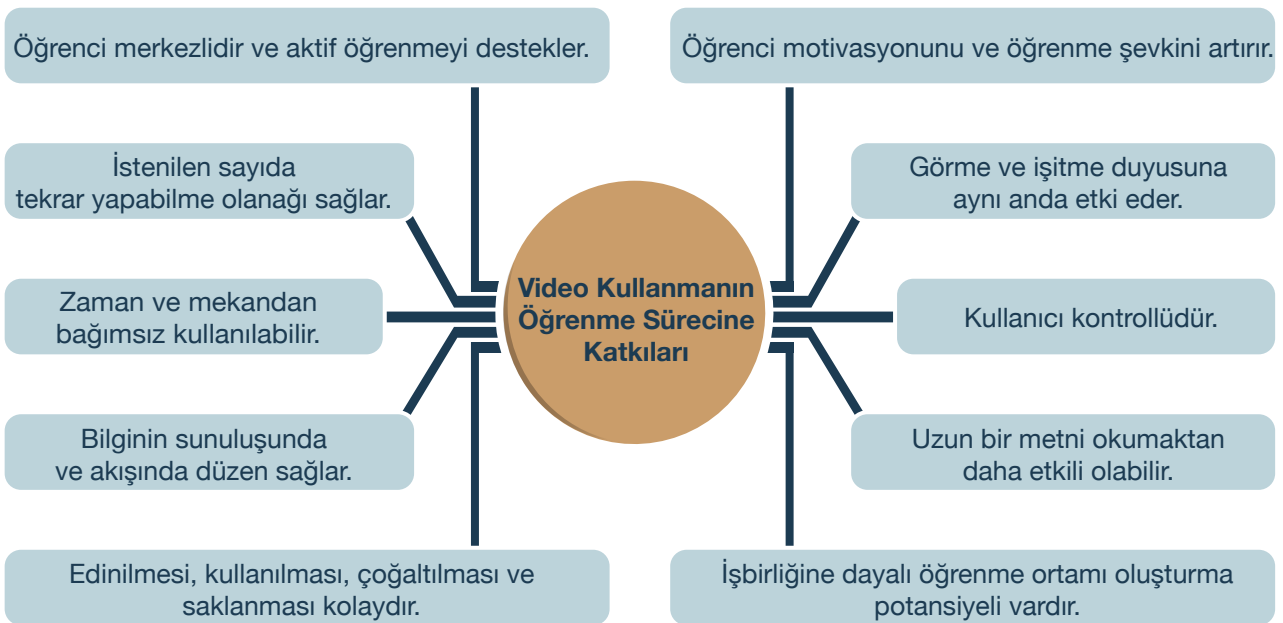 Öğrenci merkezlidir ve aktif öğrenmeyi destekler.
Öğrenci motivasyonunu ve öğrenme şevkini artırır.
İstenilen sayıda
tekrar yapabilme olanağı sağlar.
Görme ve işitme duyusuna
aynı anda etki eder.
Zaman ve mekandan
bağımsız kullanılabilir.
Video Kullanmanın
Öğrenme Sürecine
Katkıları
Kullanıcı kontrollüdür.
Bilginin sunuluşunda
ve akışında düzen sağlar.
Uzun bir metni okumaktan
daha etkili olabilir.
Edinilmesi, kullanılması, çoğaltılması ve
saklanması kolaydır.
İşbirliğine dayalı öğrenme ortamı oluşturma
potansiyeli vardır.